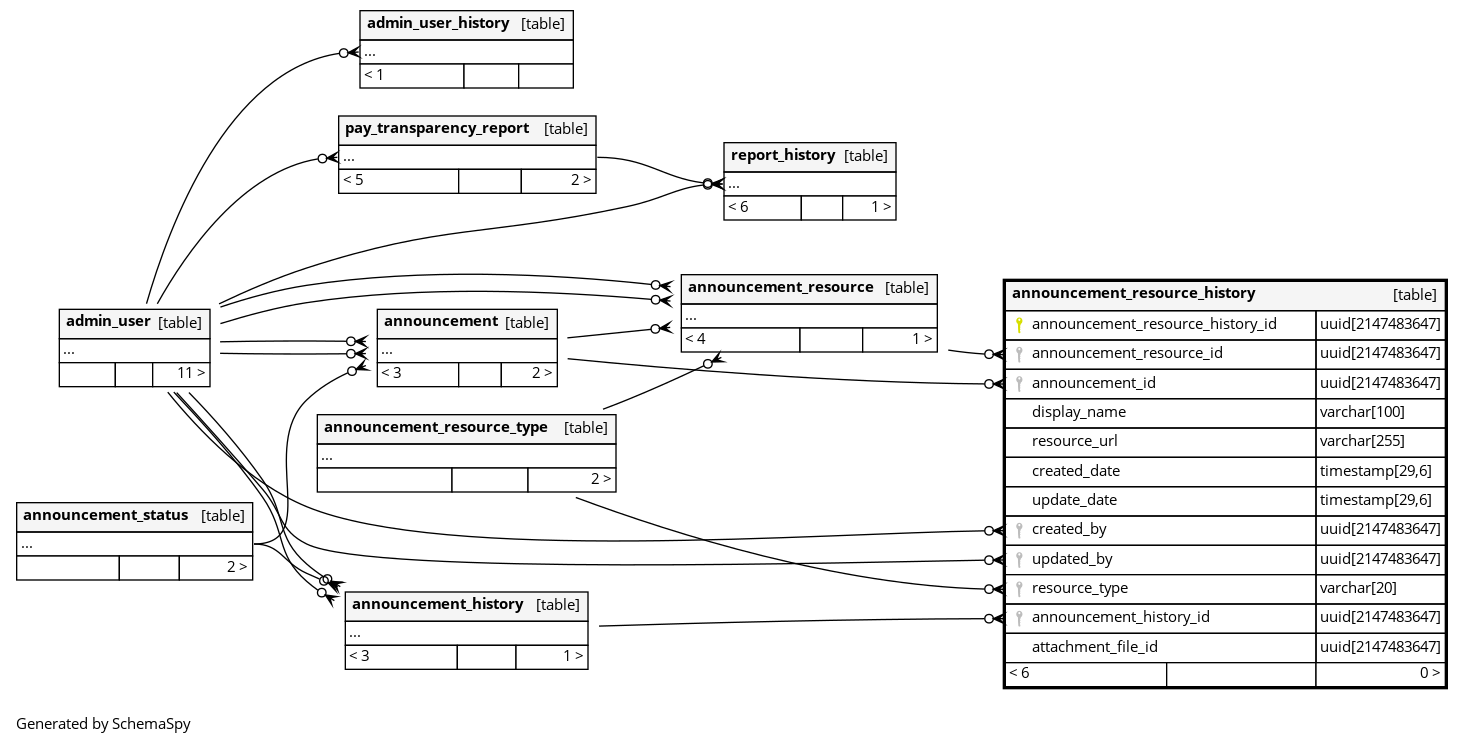 admin_user_history [table]
...
< 1
pay_transparency_report [table]
...
< 5 2 >
report_history [table]
...
< 6 1 >
announcement_resource [table]
...
< 4 1 >
admin_user [table]
...
11 >
announcement [table]
...
< 3 2 >
announcement_resource_type [table]
...
2 >
announcement_status [table]
...
2 >
announcement_history [table]
...
< 3 1 >
announcement_resource_history [table]
announcement_resource_history_id uuid[2147483647]
announcement_resource_id uuid[2147483647]
announcement_id uuid[2147483647]
display_name varchar[100]
resource_url varchar[255]
created_date timestamp[29,6]
update_date timestamp[29,6]
created_by uuid[2147483647]
updated_by uuid[2147483647]
resource_type varchar[20]
announcement_history_id uuid[2147483647]
attachment_file_id uuid[2147483647]
< 6 0 >
Generated by SchemaSpy